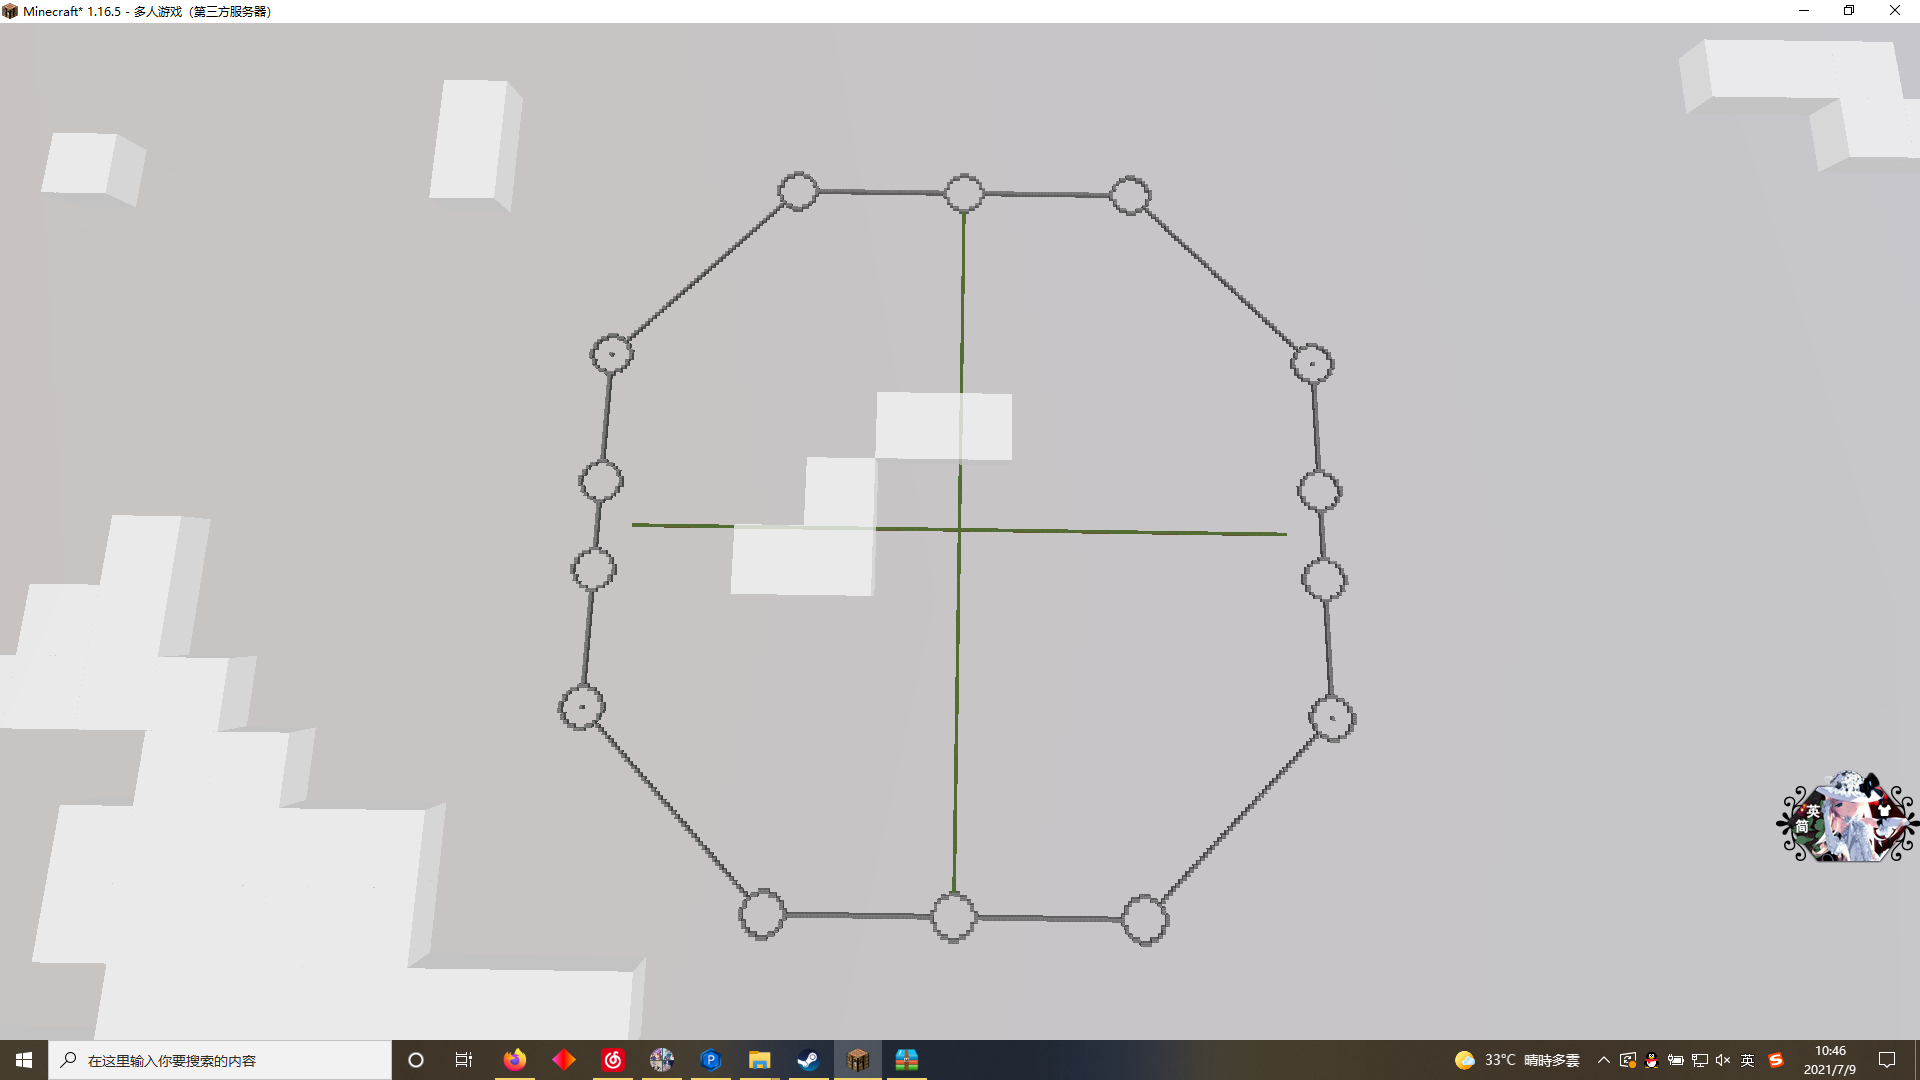 Minecraft* 1.16.5 - 多人游戏（第三方服务器）
英
简
在这里输入你要搜索的内容
33°C 晴時多雲
英
10:46
2021/7/9